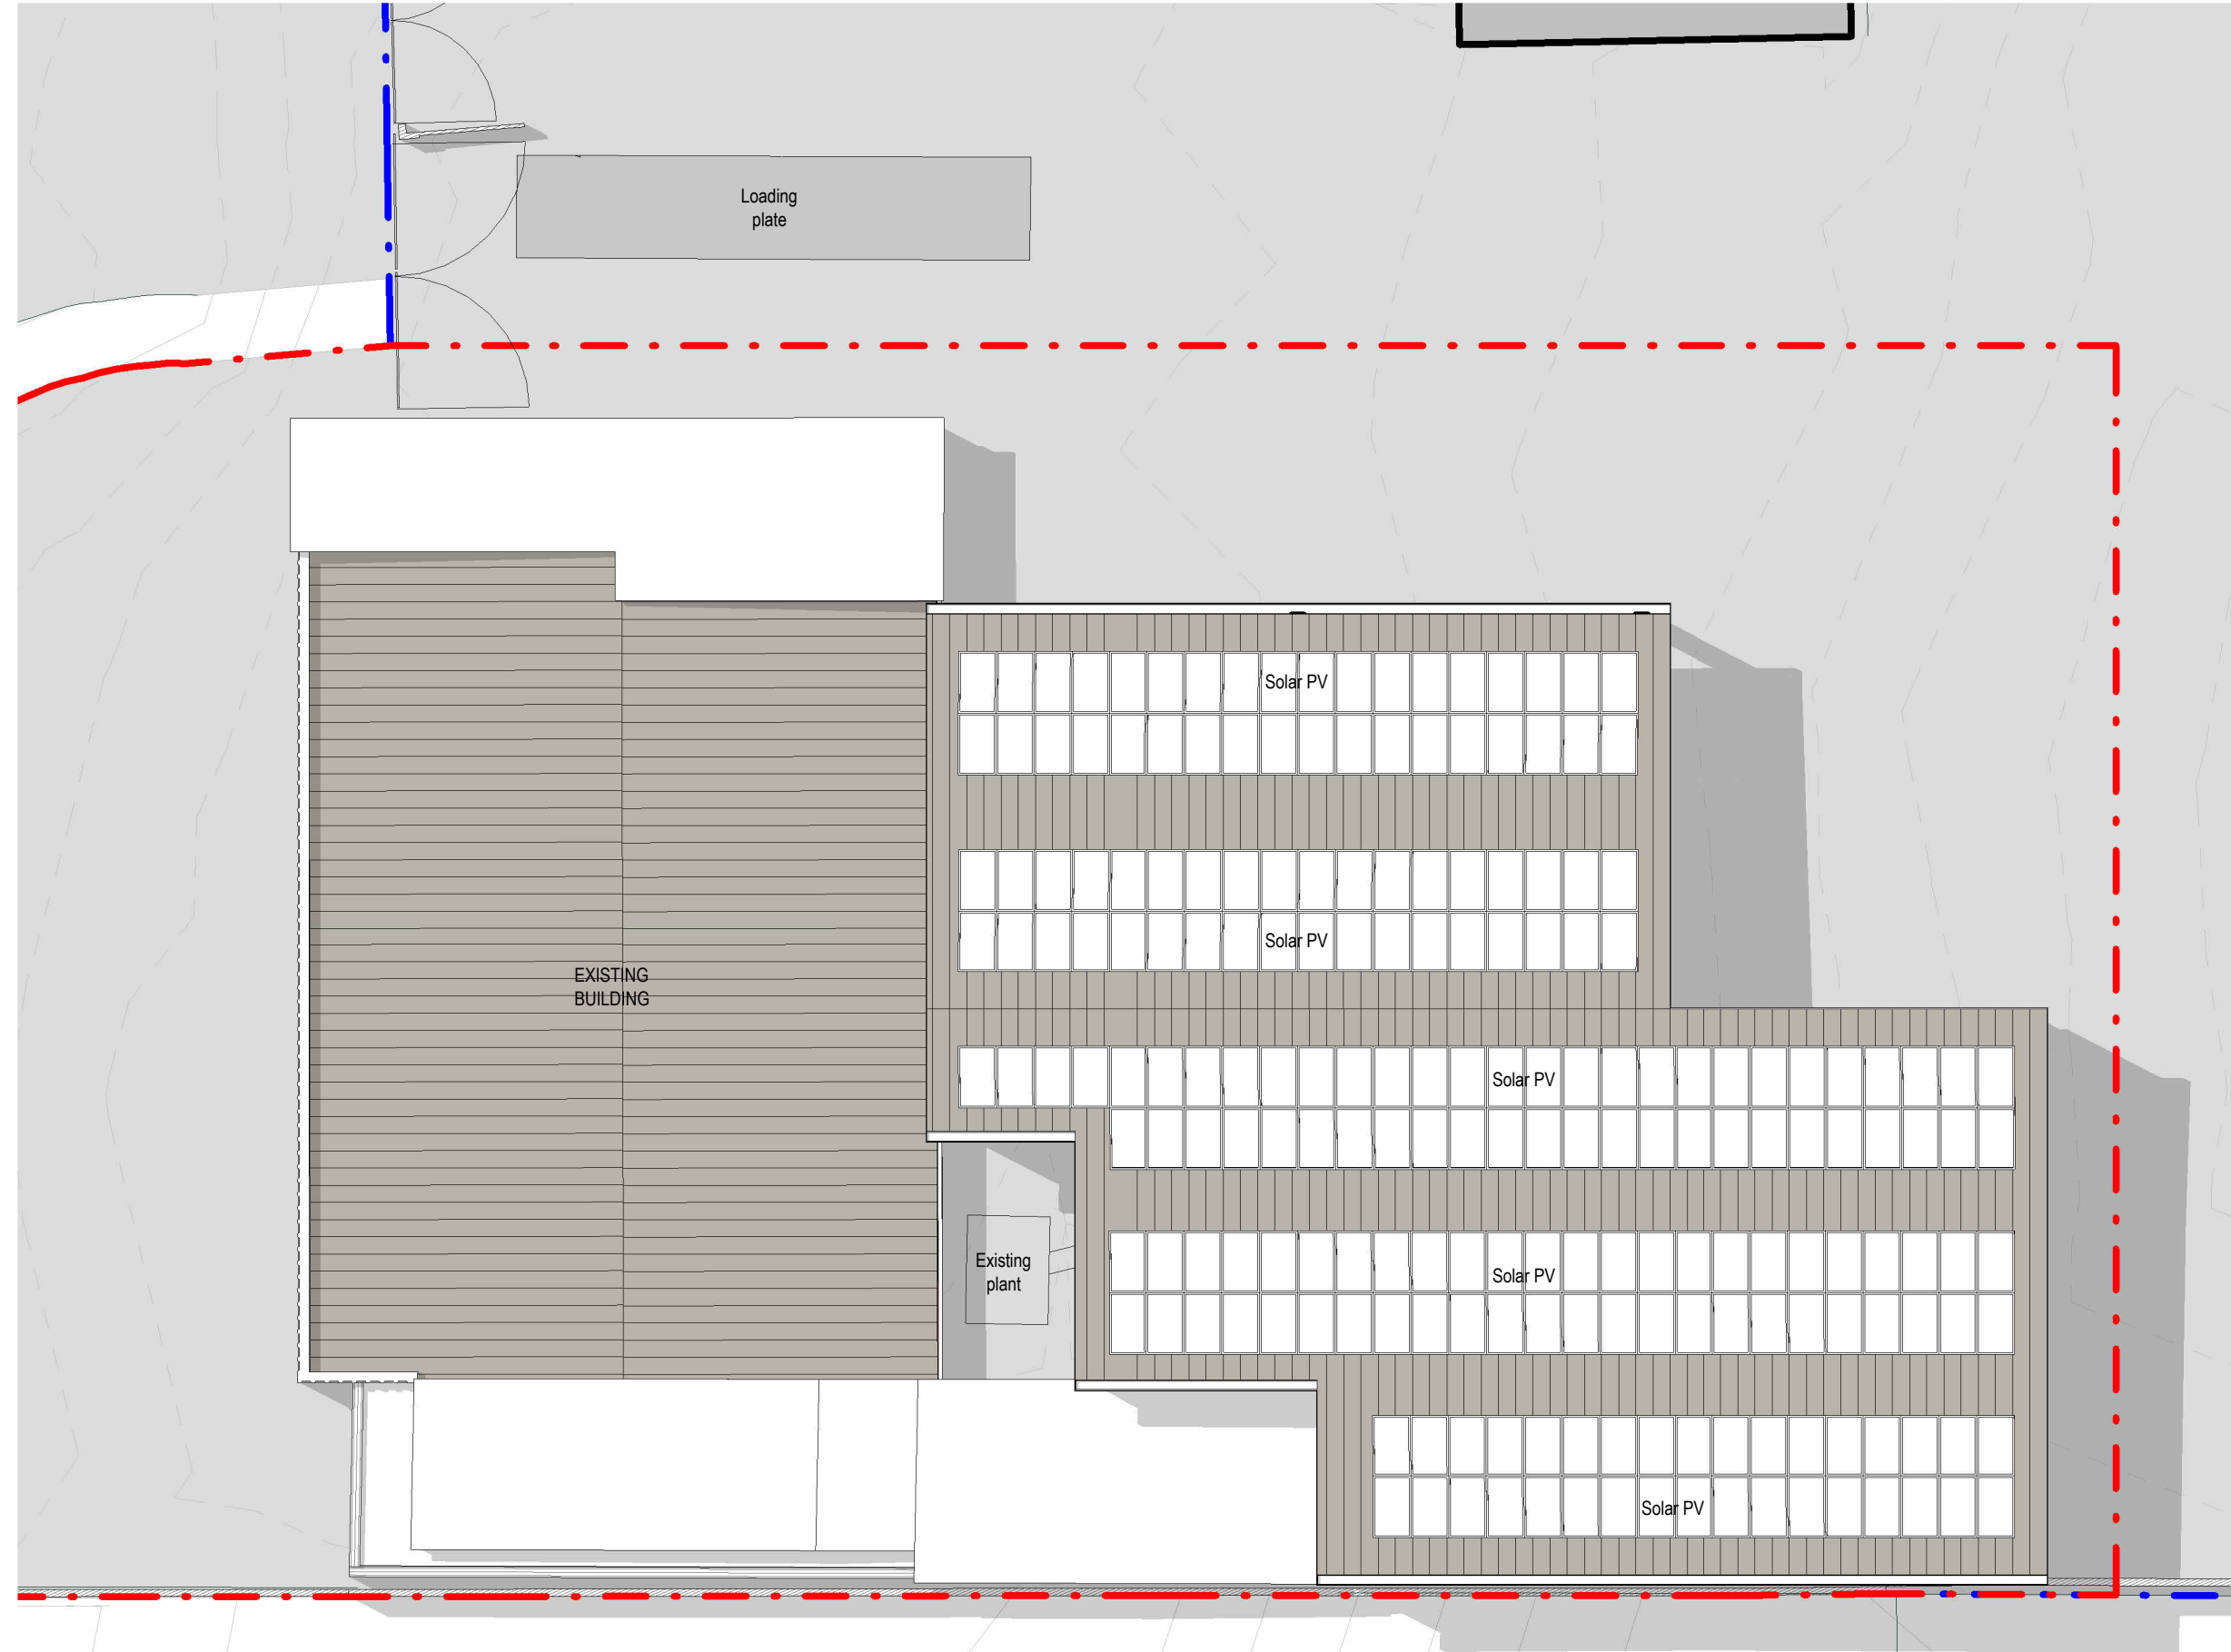 Loading
plate
Solar PV
Solar PV
EXISTING
BUILDING
Solar PV
Existing
plant
Solar PV
Solar PV